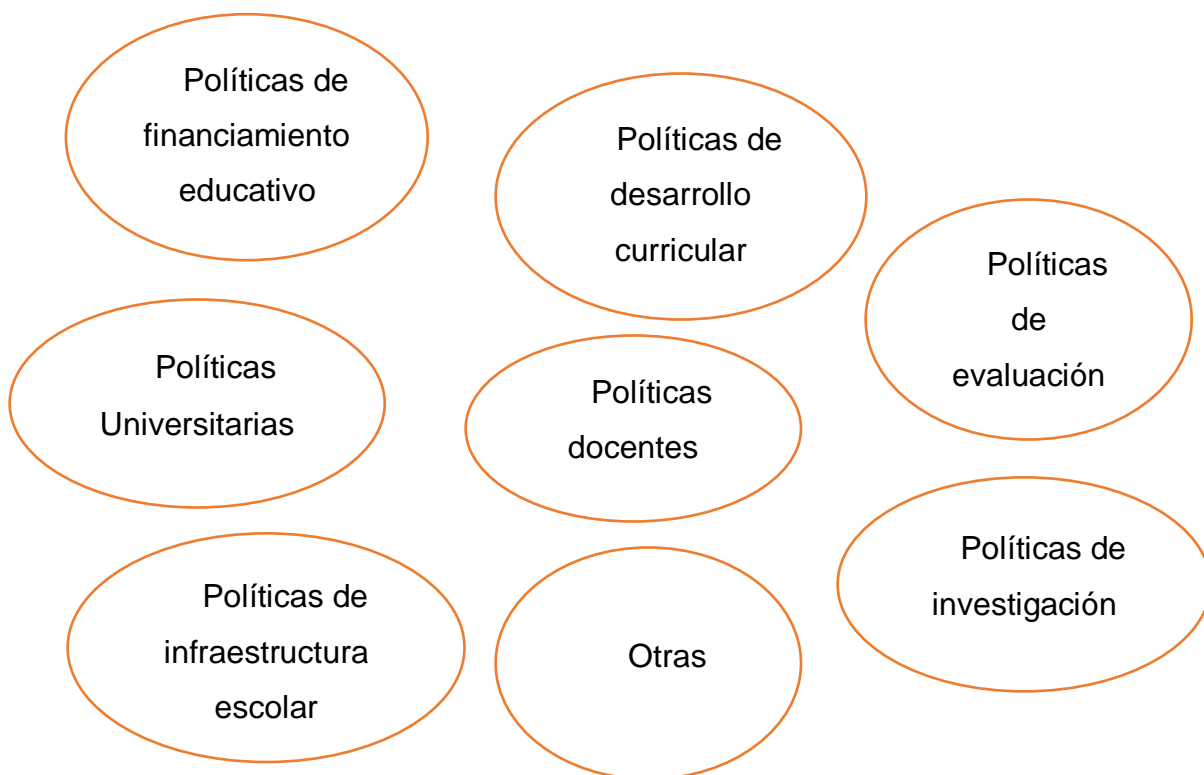 Políticas de
financiamiento
educativo
Políticas de
desarrollo
curricular
Políticas
de
evaluación
Políticas
Universitarias
Políticas
docentes
Políticas de
investigación
Políticas de
infraestructura
escolar
Otras